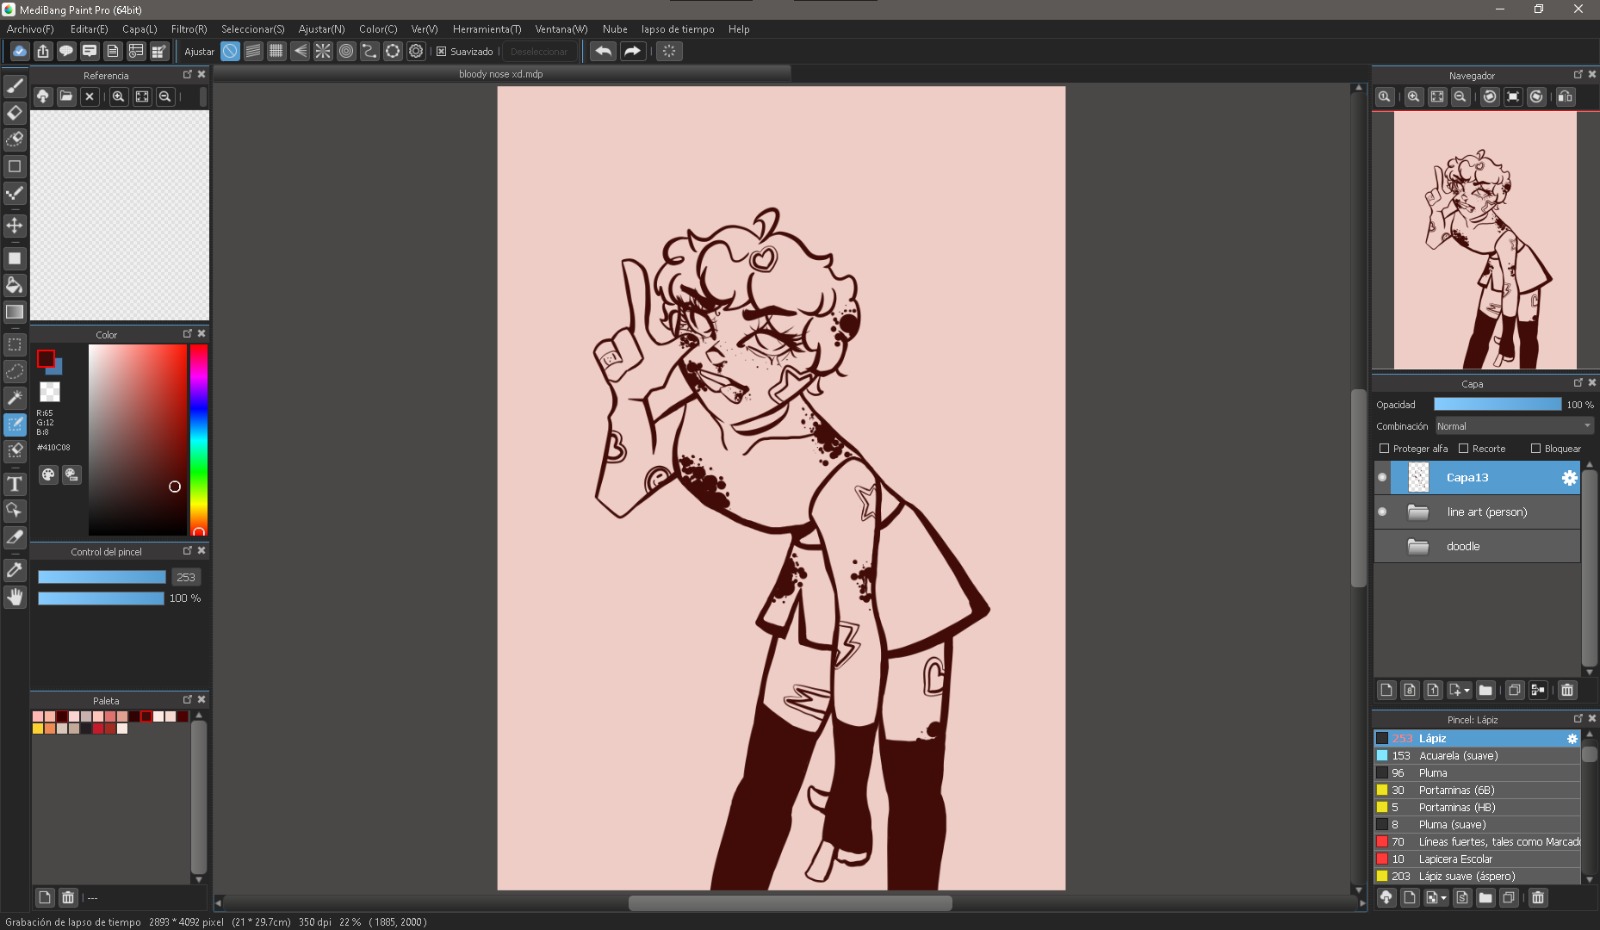 MediBang Paint Pro (64bit)
Archivo(F) Editar(E) Capa(L) Filtro(R) Seleccionar(S) Ajustar(N) Color(C) Ver(V) Herramienta(T) Ventana(W) Nube lapso de tiempo Help
Ajustar Suavizado Deseleccionar
Referencia
bloody nose xd.mdp
Navegador
Color
R:65
G:12
B:8
#410C08
Capa
Opacidad 100 %
Combinación Normal
Proteger alfa Recorte Bloquear
Capa13
line art (person)
doodle
Control del pincel
253
100 %
Paleta
---
Pincel: Lápiz
253 Lápiz
153 Acuarela (suave)
96 Pluma
30 Portaminas (6B)
5 Portaminas (HB)
8 Pluma (suave)
70 Líneas fuertes, tales como Marcado
10 Lapicera Escolar
203 Lápiz suave (áspero)
Grabación de lapso de tiempo 2893 * 4092 pixel (21 * 29.7cm) 350 dpi 22 % ( 1885, 2000 )